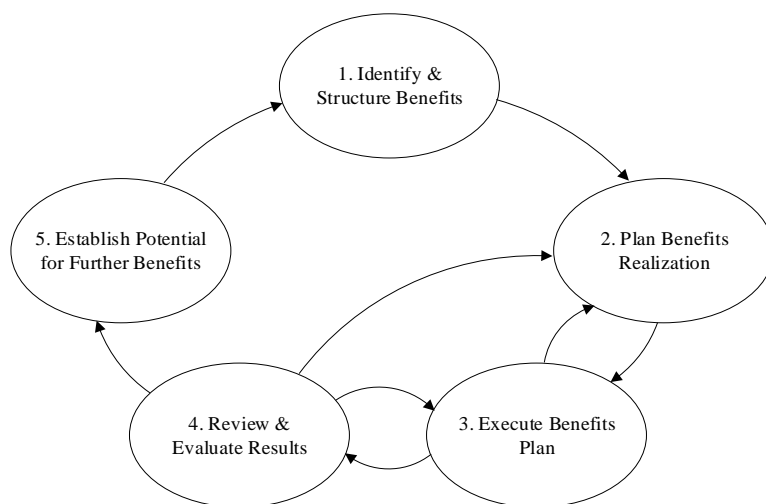 1. Identify &
Structure Benefits
2. Plan Benefits
Realization
3. Execute Benefits
Plan
4. Review &
Evaluate Results
5. Establish Potential
for Further Benefits